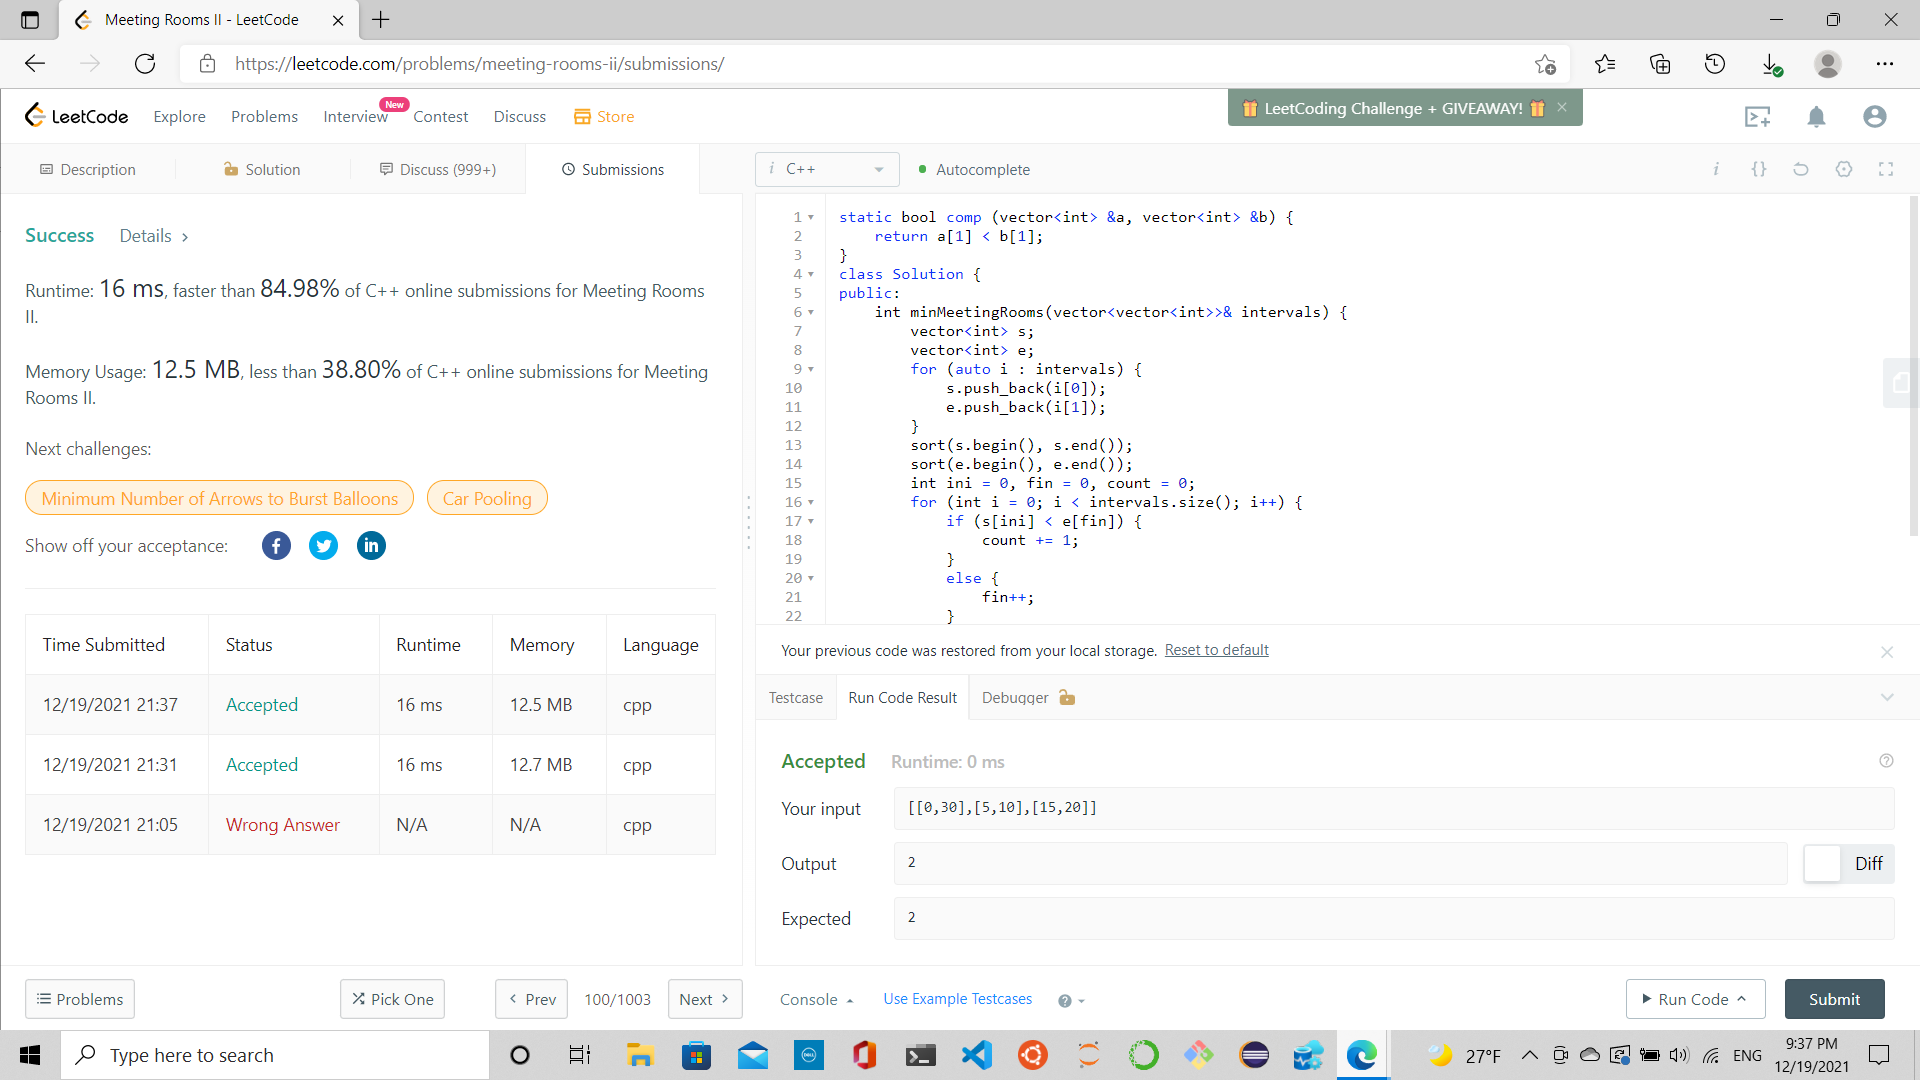 Meeting Rooms II - LeetCode
https://leetcode.com/problems/meeting-rooms-ii/submissions/
LeetCode Explore Problems Interview New Contest Discuss Store
LeetCoding Challenge + GIVEAWAY!
Description Solution Discuss (999+) Submissions
i C++ Autocomplete i {}
Success Details >
Runtime: 16 ms, faster than 84.98% of C++ online submissions for Meeting Rooms
II.
Memory Usage: 12.5 MB, less than 38.80% of C++ online submissions for Meeting
Rooms II.
Next challenges:
Minimum Number of Arrows to Burst Balloons Car Pooling
Show off your acceptance:
Time Submitted Status Runtime Memory Language
12/19/2021 21:37 Accepted 16 ms 12.5 MB cpp
12/19/2021 21:31 Accepted 16 ms 12.7 MB cpp
12/19/2021 21:05 Wrong Answer N/A N/A cpp
1 static bool comp (vector<int> &a, vector<int> &b) {
2 return a[1] < b[1];
3 }
4 class Solution {
5 public:
6 int minMeetingRooms(vector<vector<int>>& intervals) {
7 vector<int> s;
8 vector<int> e;
9 for (auto i : intervals) {
10 s.push_back(i[0]);
11 e.push_back(i[1]);
12 }
13 sort(s.begin(), s.end());
14 sort(e.begin(), e.end());
15 int ini = 0, fin = 0, count = 0;
16 for (int i = 0; i < intervals.size(); i++) {
17 if (s[ini] < e[fin]) {
18 count += 1;
19 }
20 else {
21 fin++;
22 }
Your previous code was restored from your local storage. Reset to default
Testcase Run Code Result Debugger
Accepted Runtime: 0 ms
Your input [[0,30],[5,10],[15,20]]
Output 2 Diff
Expected 2
Problems Pick One < Prev 100/1003 Next >
Console Use Example Testcases Run Code Submit
Type here to search
DELL
27°F ENG
9:37 PM
12/19/2021